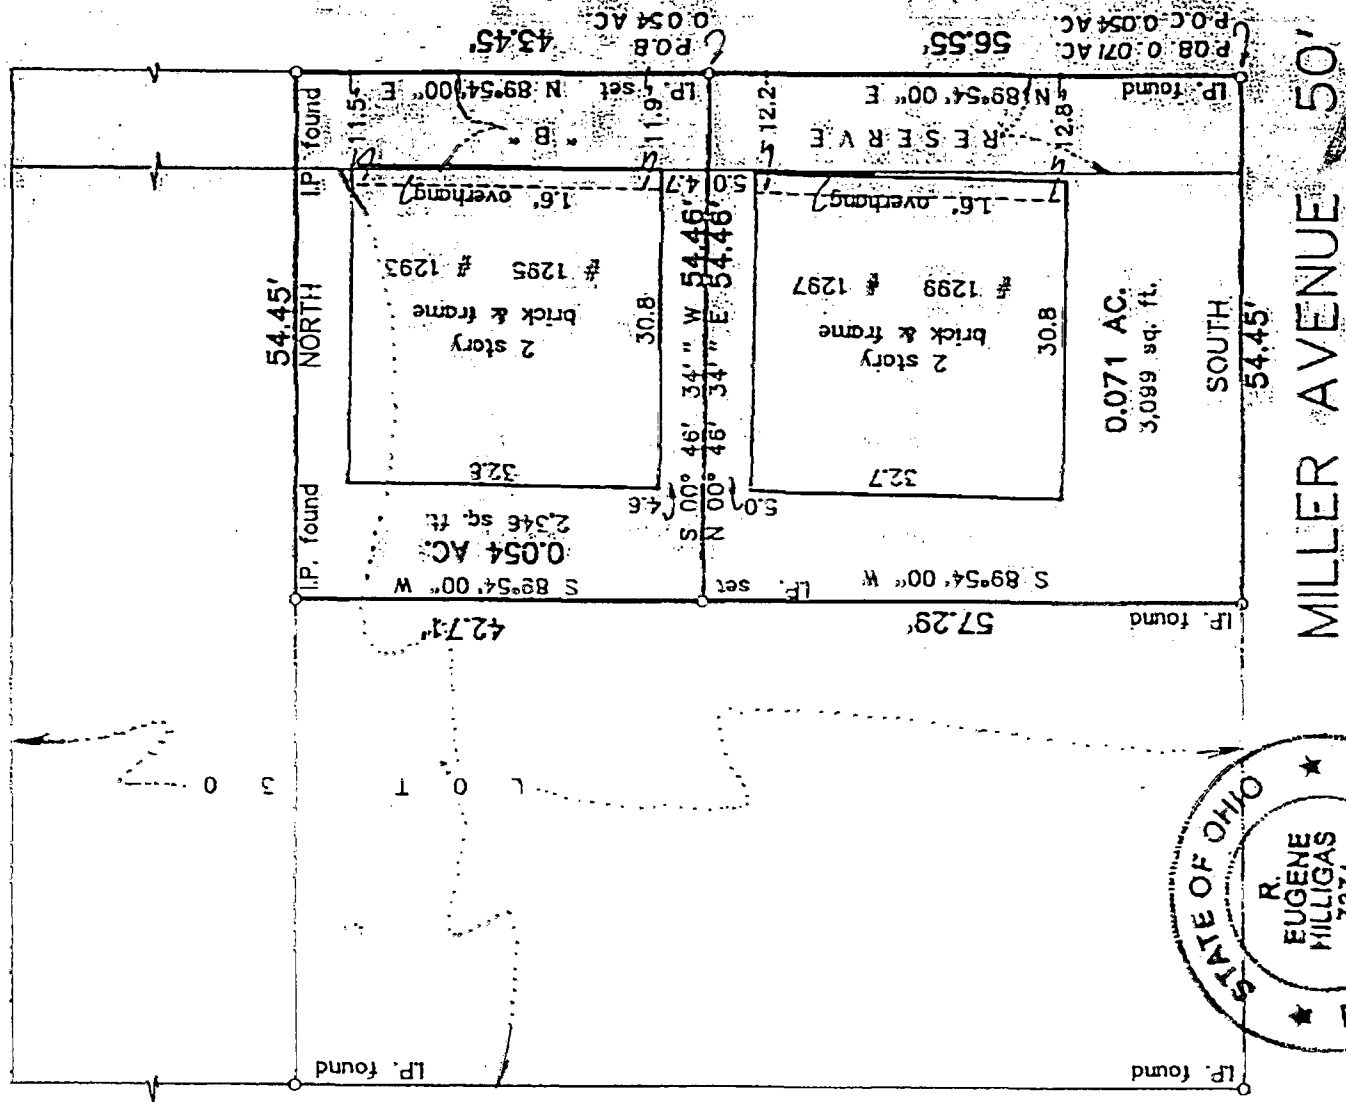 P.O.B. 0.071 AC.
P.O.C. 0.054 AC.
56.55'
P.O.B
0.054 AC.
43.45'
I.P. found
N 89°54' 00" E
I.P. set
N 89°54' 00" E
I.P. found
RESERVE
" B "
12.8
12.2
11.9
11.5
1.6' overhang
5.0
4.7
1.6' overhang
# 1299 # 1297
2 story
brick & frame
30.8
32.7
# 1295 # 1293
2 story
brick & frame
30.8
32.8
54.45'
NORTH
S 00° 46' 34" W 54.46'
N 00° 46' 34" E 54.46'
0.071 AC.
3,099 sq. ft.
SOUTH
54.45'
MILLER AVENUE 50'
5.0
4.6
0.054 AC.
2,346 sq. ft.
I.P. found
S 89°54' 00" W
I.P. set
S 89°54' 00" W
I.P. found
57.29'
42.71'
LOT 30
STATE OF OHIO
R.
EUGENE
HILLIGAS
I.P. found
I.P. found